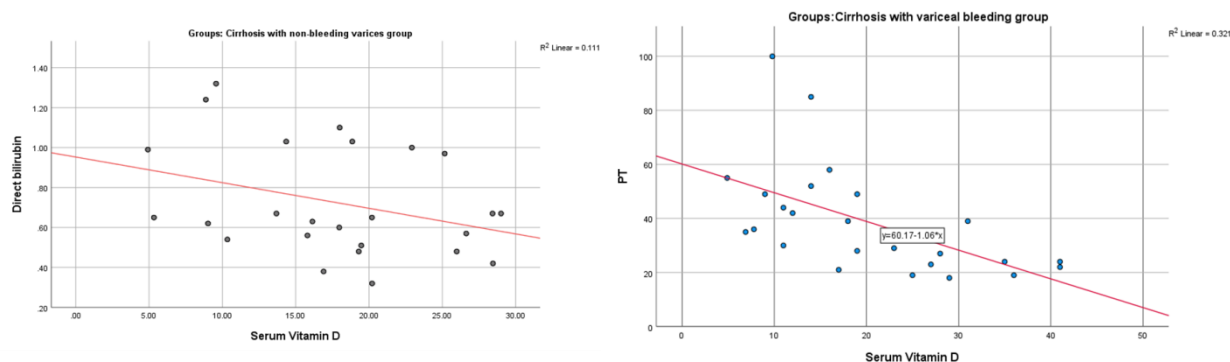 Groups: Cirrhosis with non-bleeding varices group
R² Linear = 0.111
1.40
1.20
1.00
.80
.60
.40
.20
Direct bilirubin
.00 5.00 10.00 15.00 20.00 25.00 30.00
Serum Vitamin D
Groups:Cirrhosis with variceal bleeding group
R² Linear = 0.321
100
80
60
40
20
0
PT
y=60.17-1.06*x
0 10 20 30 40 50
Serum Vitamin D